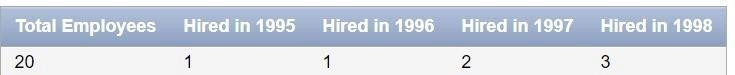 Total Employees Hired in 1995 Hired in 1996 Hired in 1997 Hired in 1998
20 1 1 2 3